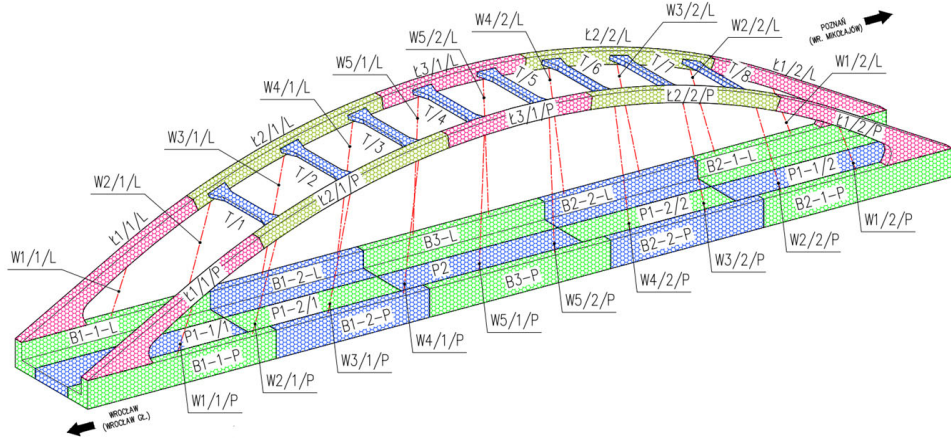 W4/2/L
W3/2/L
W2/2/L
POZNAŃ
(WR. MIKOŁAJÓW)
W5/2/L
Ł2/2/L
W5/1/L
Ł3/1/L
T/5
T/6
T/7
T/8
Ł1/2/L
W1/2/L
W4/1/L
T/4
Ł2/2/P
W3/1/L
Ł2/1/L
T/3
Ł3/1/P
Ł1/2/P
W2/1/L
T/2
Ł2/1/P
B2-1-L
P1-1/2
B2-1-P
Ł1/1/L
T/1
B2-2-L
P1-2/2
W1/2/P
W1/1/L
B3-L
P2
B2-2-P
W2/2/P
Ł1/1/P
B1-2-L
B3-P
W3/2/P
B1-1-L
P1-1/1
P1-2/1
B1-2-P
W4/2/P
B1-1-P
W5/2/P
W5/1/P
W4/1/P
W3/1/P
W2/1/P
W1/1/P
WROCŁAW
(WROCŁAW GŁ.)